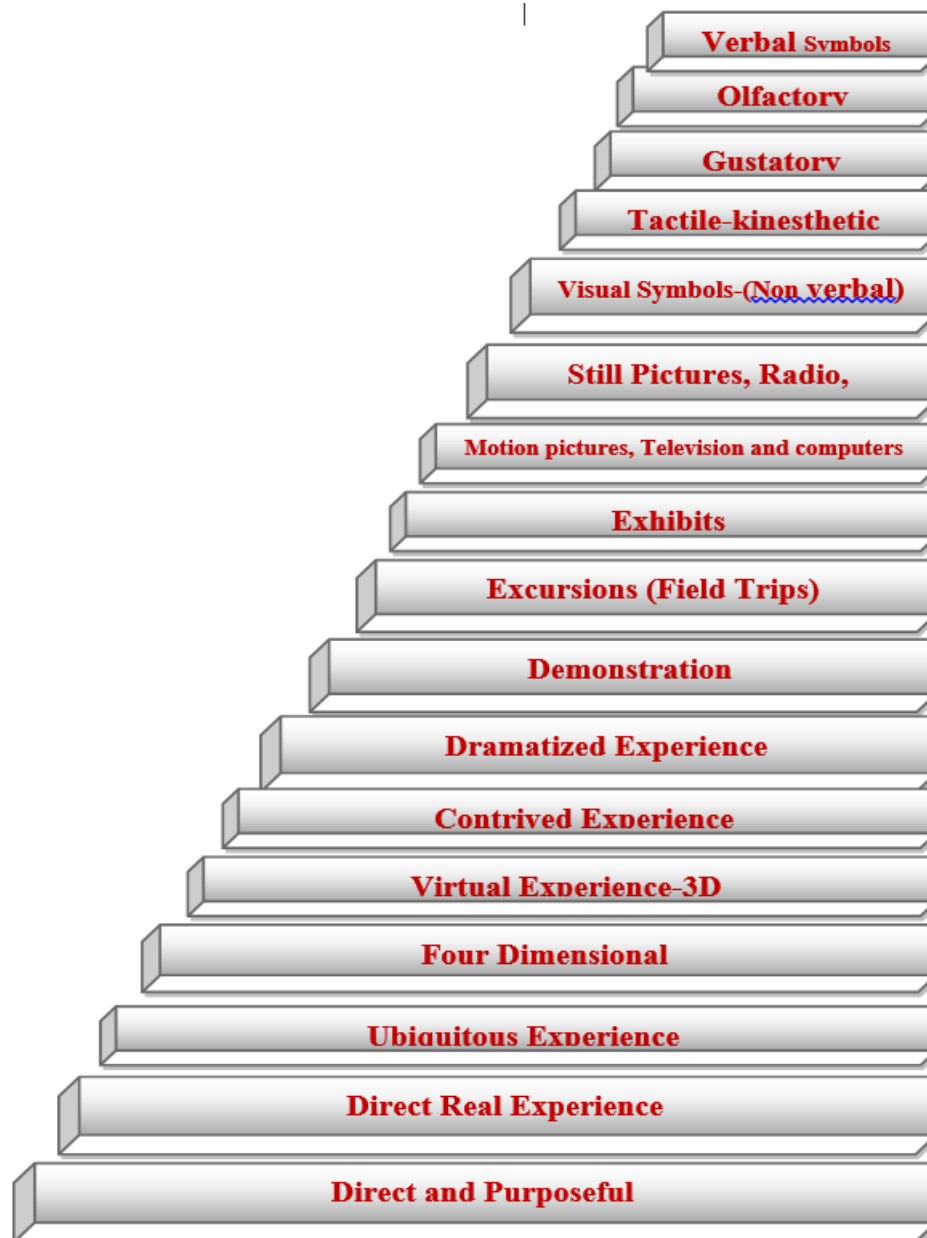 Verbal Symbols
Olfactory
Gustatory
Tactile-kinesthetic
Visual Symbols-(Non verbal)
Still Pictures, Radio,
Motion pictures, Television and computers
Exhibits
Excursions (Field Trips)
Demonstration
Dramatized Experience
Contrived Experience
Virtual Experience-3D
Four Dimensional
Ubiquitous Experience
Direct Real Experience
Direct and Purposeful